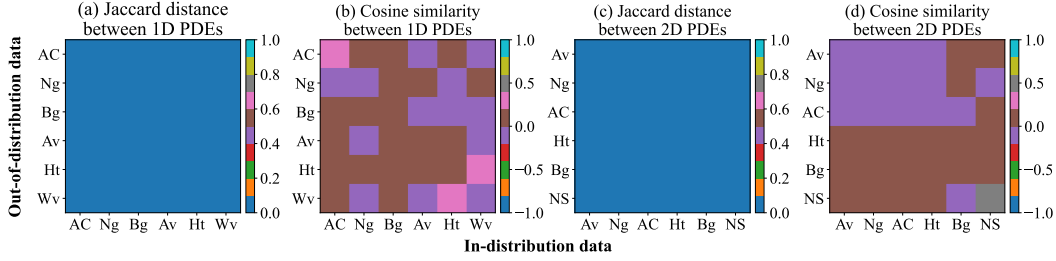 (a) Jaccard distance
between 1D PDEs
(b) Cosine similarity
between 1D PDEs
(c) Jaccard distance
between 2D PDEs
(d) Cosine similarity
between 2D PDEs
Out-of-distribution data
AC
Ng
Bg
Av
Ht
Wv
AC Ng Bg Av Ht Wv
1.0
0.8
0.6
0.4
0.2
0.0
AC
Ng
Bg
Av
Ht
Wv
AC Ng Bg Av Ht Wv
1.0
0.5
0.0
−0.5
−1.0
Av
Ng
AC
Ht
Bg
NS
Av Ng AC Ht Bg NS
1.0
0.8
0.6
0.4
0.2
0.0
Av
Ng
AC
Ht
Bg
NS
Av Ng AC Ht Bg NS
1.0
0.5
0.0
−0.5
−1.0
In-distribution data